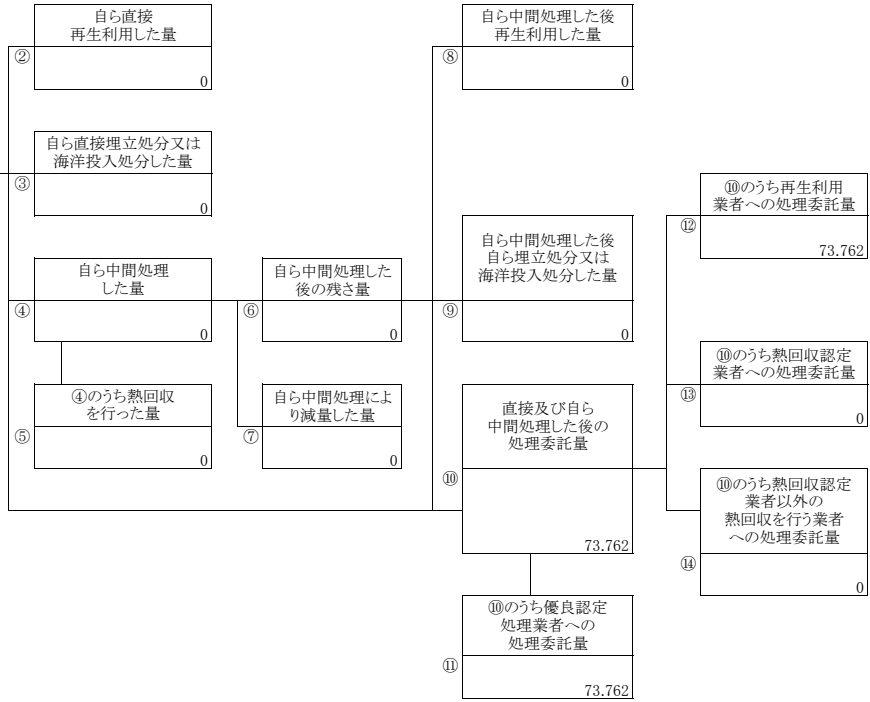 自ら直接
再生利用した量
②
0
自ら直接埋立処分又は
海洋投入処分した量
③
0
自ら中間処理
した量
④
0
④のうち熱回収
を行った量
⑤
0
自ら中間処理した
後の残さ量
⑥
0
自ら中間処理によ
り減量した量
⑦
0
自ら中間処理した後
再生利用した量
⑧
0
自ら中間処理した後
自ら埋立処分又は
海洋投入処分した量
⑨
0
直接及び自ら
中間処理した後の
処理委託量
⑩
73.762
⑩のうち優良認定
処理業者への
処理委託量
⑪
73.762
⑩のうち再生利用
業者への処理委託量
⑫
73.762
⑩のうち熱回収認定
業者への処理委託量
⑬
0
⑩のうち熱回収認定
業者以外の
熱回収を行う業者
への処理委託量
⑭
0